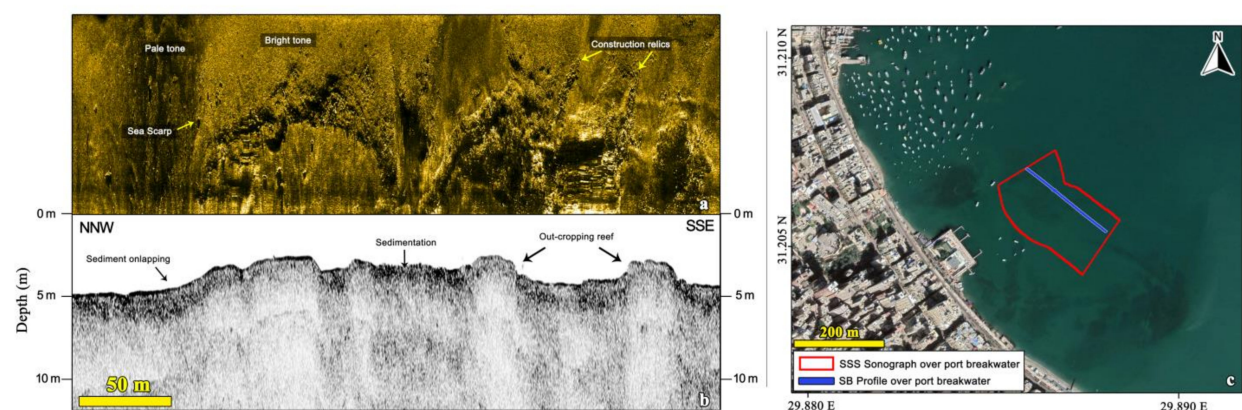 Pale tone
Bright tone
Construction relics
Sea Scarp
a
0 m
0 m
NNW
SSE
Sediment onlapping
Sedimentation
Out-cropping reef
5 m
5 m
Depth (m)
10 m
10 m
50 m
b
31.210 N
31.205 N
N
200 m
SSS Sonograph over port breakwater
SB Profile over port breakwater
c
29.880 E
29.890 E